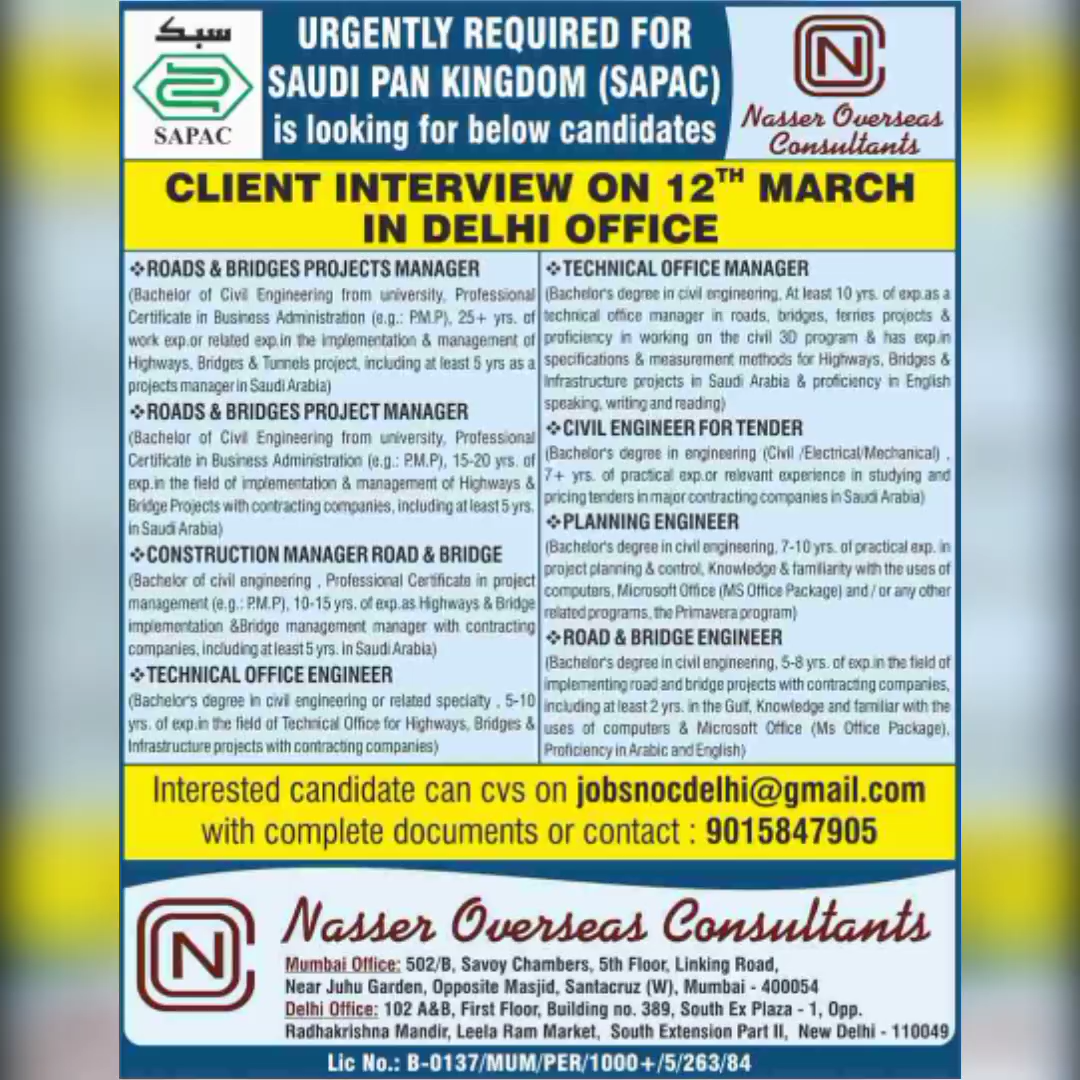 سبك
SAPAC
URGENTLY REQUIRED FOR
SAUDI PAN KINGDOM (SAPAC)
is looking for below candidates
N
Nasser Overseas
Consultants
CLIENT INTERVIEW ON 12TH MARCH
IN DELHI OFFICE
❖ROADS & BRIDGES PROJECTS MANAGER
(Bachelor of Civil Engineering from university, Professional
Certificate in Business Administration (e.g.: P.M.P), 25+ yrs. of
work exp.or related exp.in the implementation & management of
Highways, Bridges & Tunnels project, including at least 5 yrs as a
projects manager in Saudi Arabia)
❖ROADS & BRIDGES PROJECT MANAGER
(Bachelor of Civil Engineering from university, Professional
Certificate in Business Administration (e.g.: P.M.P), 15-20 yrs. of
exp.in the field of implementation & management of Highways &
Bridge Projects with contracting companies, including at least 5 yrs.
in Saudi Arabia)
❖CONSTRUCTION MANAGER ROAD & BRIDGE
(Bachelor of civil engineering , Professional Certificate in project
management (e.g.: P.M.P), 10-15 yrs. of exp.as Highways & Bridge
implementation &Bridge management manager with contracting
companies, including at least 5 yrs. in Saudi Arabia)
❖TECHNICAL OFFICE ENGINEER
(Bachelor's degree in civil engineering or related specialty , 5-10
yrs. of exp.in the field of Technical Office for Highways, Bridges &
Infrastructure projects with contracting companies)
❖TECHNICAL OFFICE MANAGER
(Bachelor's degree in civil engineering, At least 10 yrs. of exp.as a
technical office manager in roads, bridges, ferries projects &
proficiency in working on the civil 3D program & has exp.in
specifications & measurement methods for Highways, Bridges &
Infrastructure projects in Saudi Arabia & proficiency in English
speaking, writing and reading)
❖CIVIL ENGINEER FOR TENDER
(Bachelor's degree in engineering (Civil /Electrical/Mechanical) ,
7+ yrs. of practical exp.or relevant experience in studying and
pricing tenders in major contracting companies in Saudi Arabia)
❖PLANNING ENGINEER
(Bachelor's degree in civil engineering, 7-10 yrs. of practical exp. in
project planning & control, Knowledge & familiarity with the uses of
computers, Microsoft Office (MS Office Package) and / or any other
related programs, the Primavera program)
❖ROAD & BRIDGE ENGINEER
(Bachelor's degree in civil engineering, 5-8 yrs. of exp.in the field of
implementing road and bridge projects with contracting companies,
including at least 2 yrs. in the Gulf, Knowledge and familiar with the
uses of computers & Microsoft Office (Ms Office Package),
Proficiency in Arabic and English)
Interested candidate can cvs on jobsnocdelhi@gmail.com
with complete documents or contact : 9015847905
N
Nasser Overseas Consultants
Mumbai Office: 502/B, Savoy Chambers, 5th Floor, Linking Road,
Near Juhu Garden, Opposite Masjid, Santacruz (W), Mumbai - 400054
Delhi Office: 102 A&B, First Floor, Building no. 389, South Ex Plaza - 1, Opp.
Radhakrishna Mandir, Leela Ram Market, South Extension Part II, New Delhi - 110049
Lic No.: B-0137/MUM/PER/1000+/5/263/84